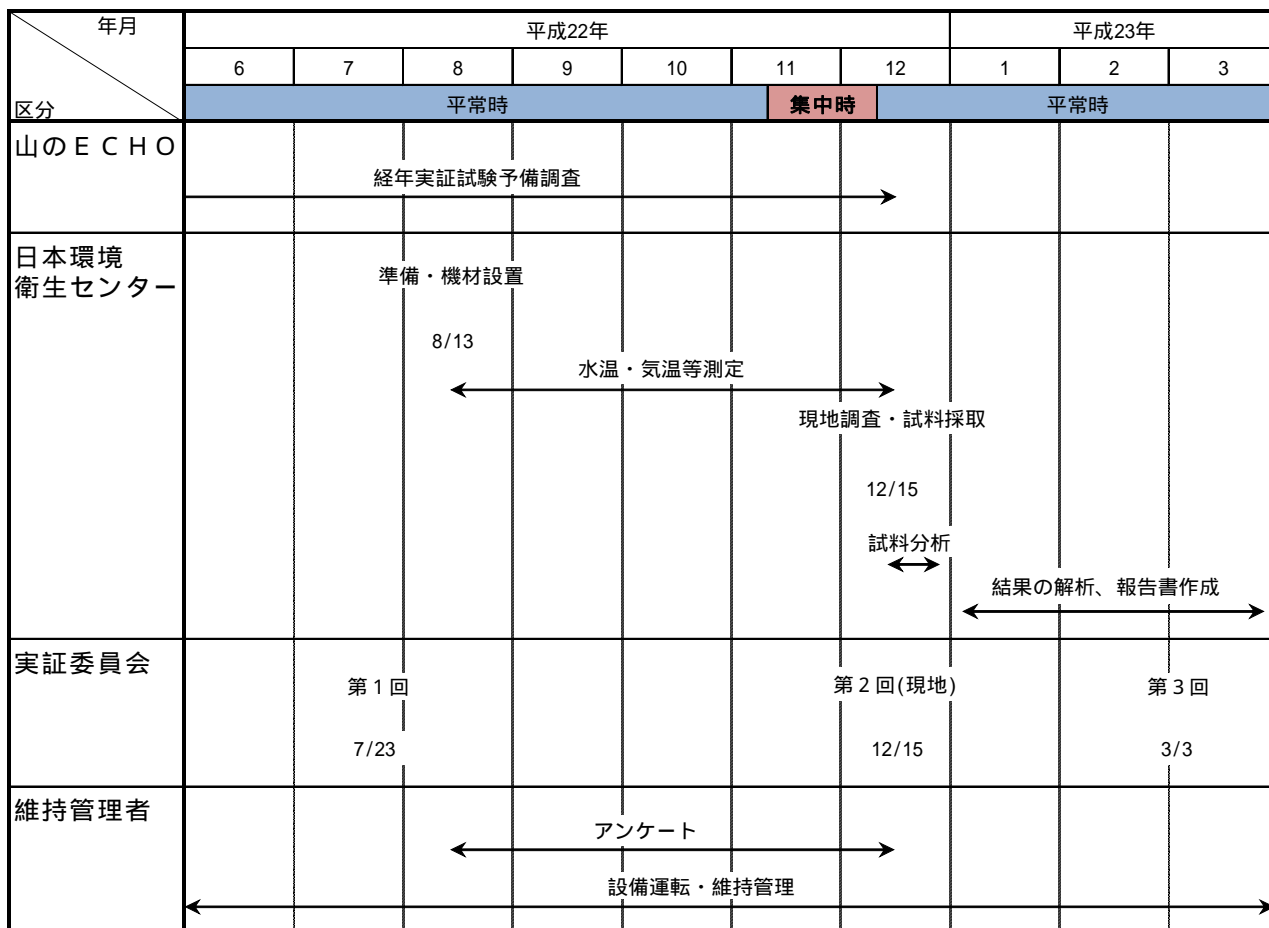 年月
平成22年
平成23年
6 7 8 9 10 11 12 1 2 3
区分
平常時
集中時
平常時
山のECHO
経年実証試験予備調査
日本環境
衛生センター
準備・機材設置
8/13
水温・気温等測定
現地調査・試料採取
12/15
試料分析
結果の解析、報告書作成
実証委員会
第1回
第2回(現地)
第3回
7/23
12/15
3/3
維持管理者
アンケート
設備運転・維持管理